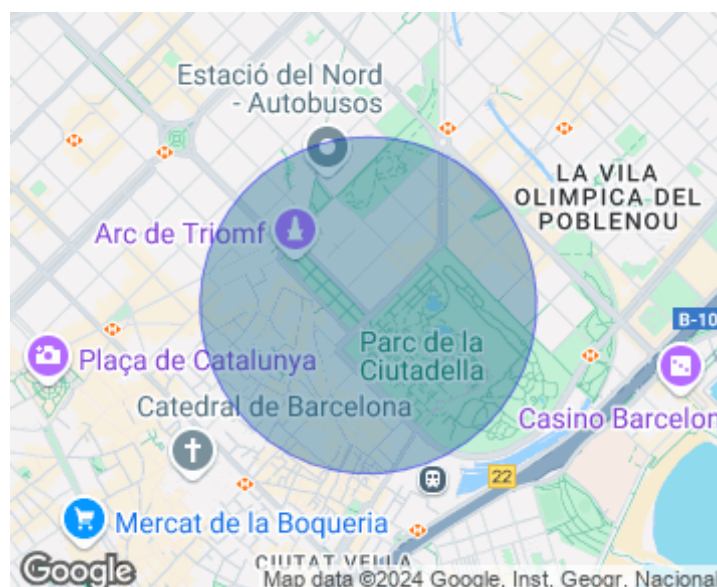 Estació del Nord
- Autobusos
LA VILA
OLIMPICA DEL
POBLENOU
Arc de Triomf
B-10
Parc de la
Ciutadella
Plaça de Catalunya
Catedral de Barcelona
Casino Barcelon
22
Mercat de la Boqueria
CIUTAT VELLA
Google
Map data ©2024 Google, Inst. Geogr. Nacional